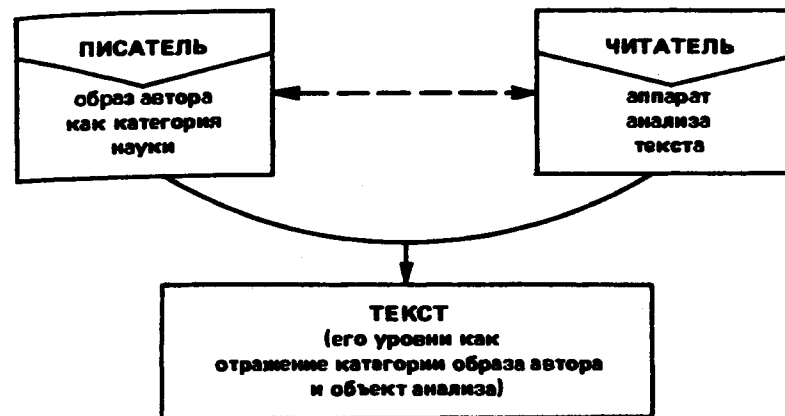 ПИСАТЕЛЬ
образ автора
как категория
науки
ЧИТАТЕЛЬ
аппарат
анализа
текста
ТЕКСТ
(его уровни как
отражение категории образа автора
и объект анализа)